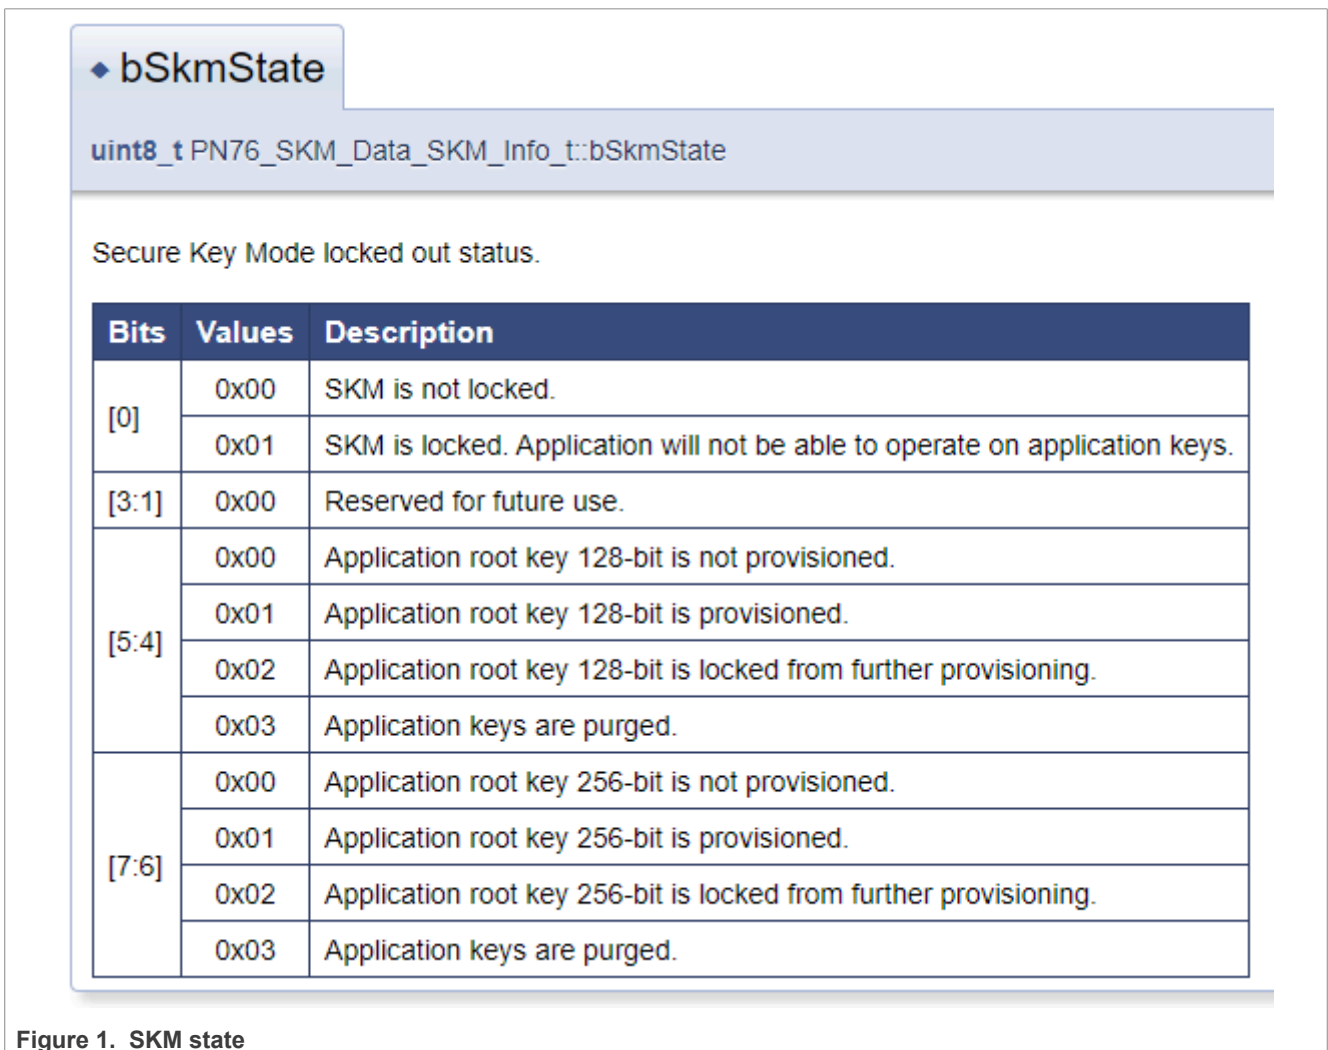 bSkmState
uint8_t PN76_SKM_Data_SKM_Info_t::bSkmState
Secure Key Mode locked out status.
Bits Values Description
[0] 0x00 SKM is not locked.
0x01 SKM is locked. Application will not be able to operate on application keys.
[3:1] 0x00 Reserved for future use.
[5:4] 0x00 Application root key 128-bit is not provisioned.
0x01 Application root key 128-bit is provisioned.
0x02 Application root key 128-bit is locked from further provisioning.
0x03 Application keys are purged.
[7:6] 0x00 Application root key 256-bit is not provisioned.
0x01 Application root key 256-bit is provisioned.
0x02 Application root key 256-bit is locked from further provisioning.
0x03 Application keys are purged.
Figure 1. SKM state